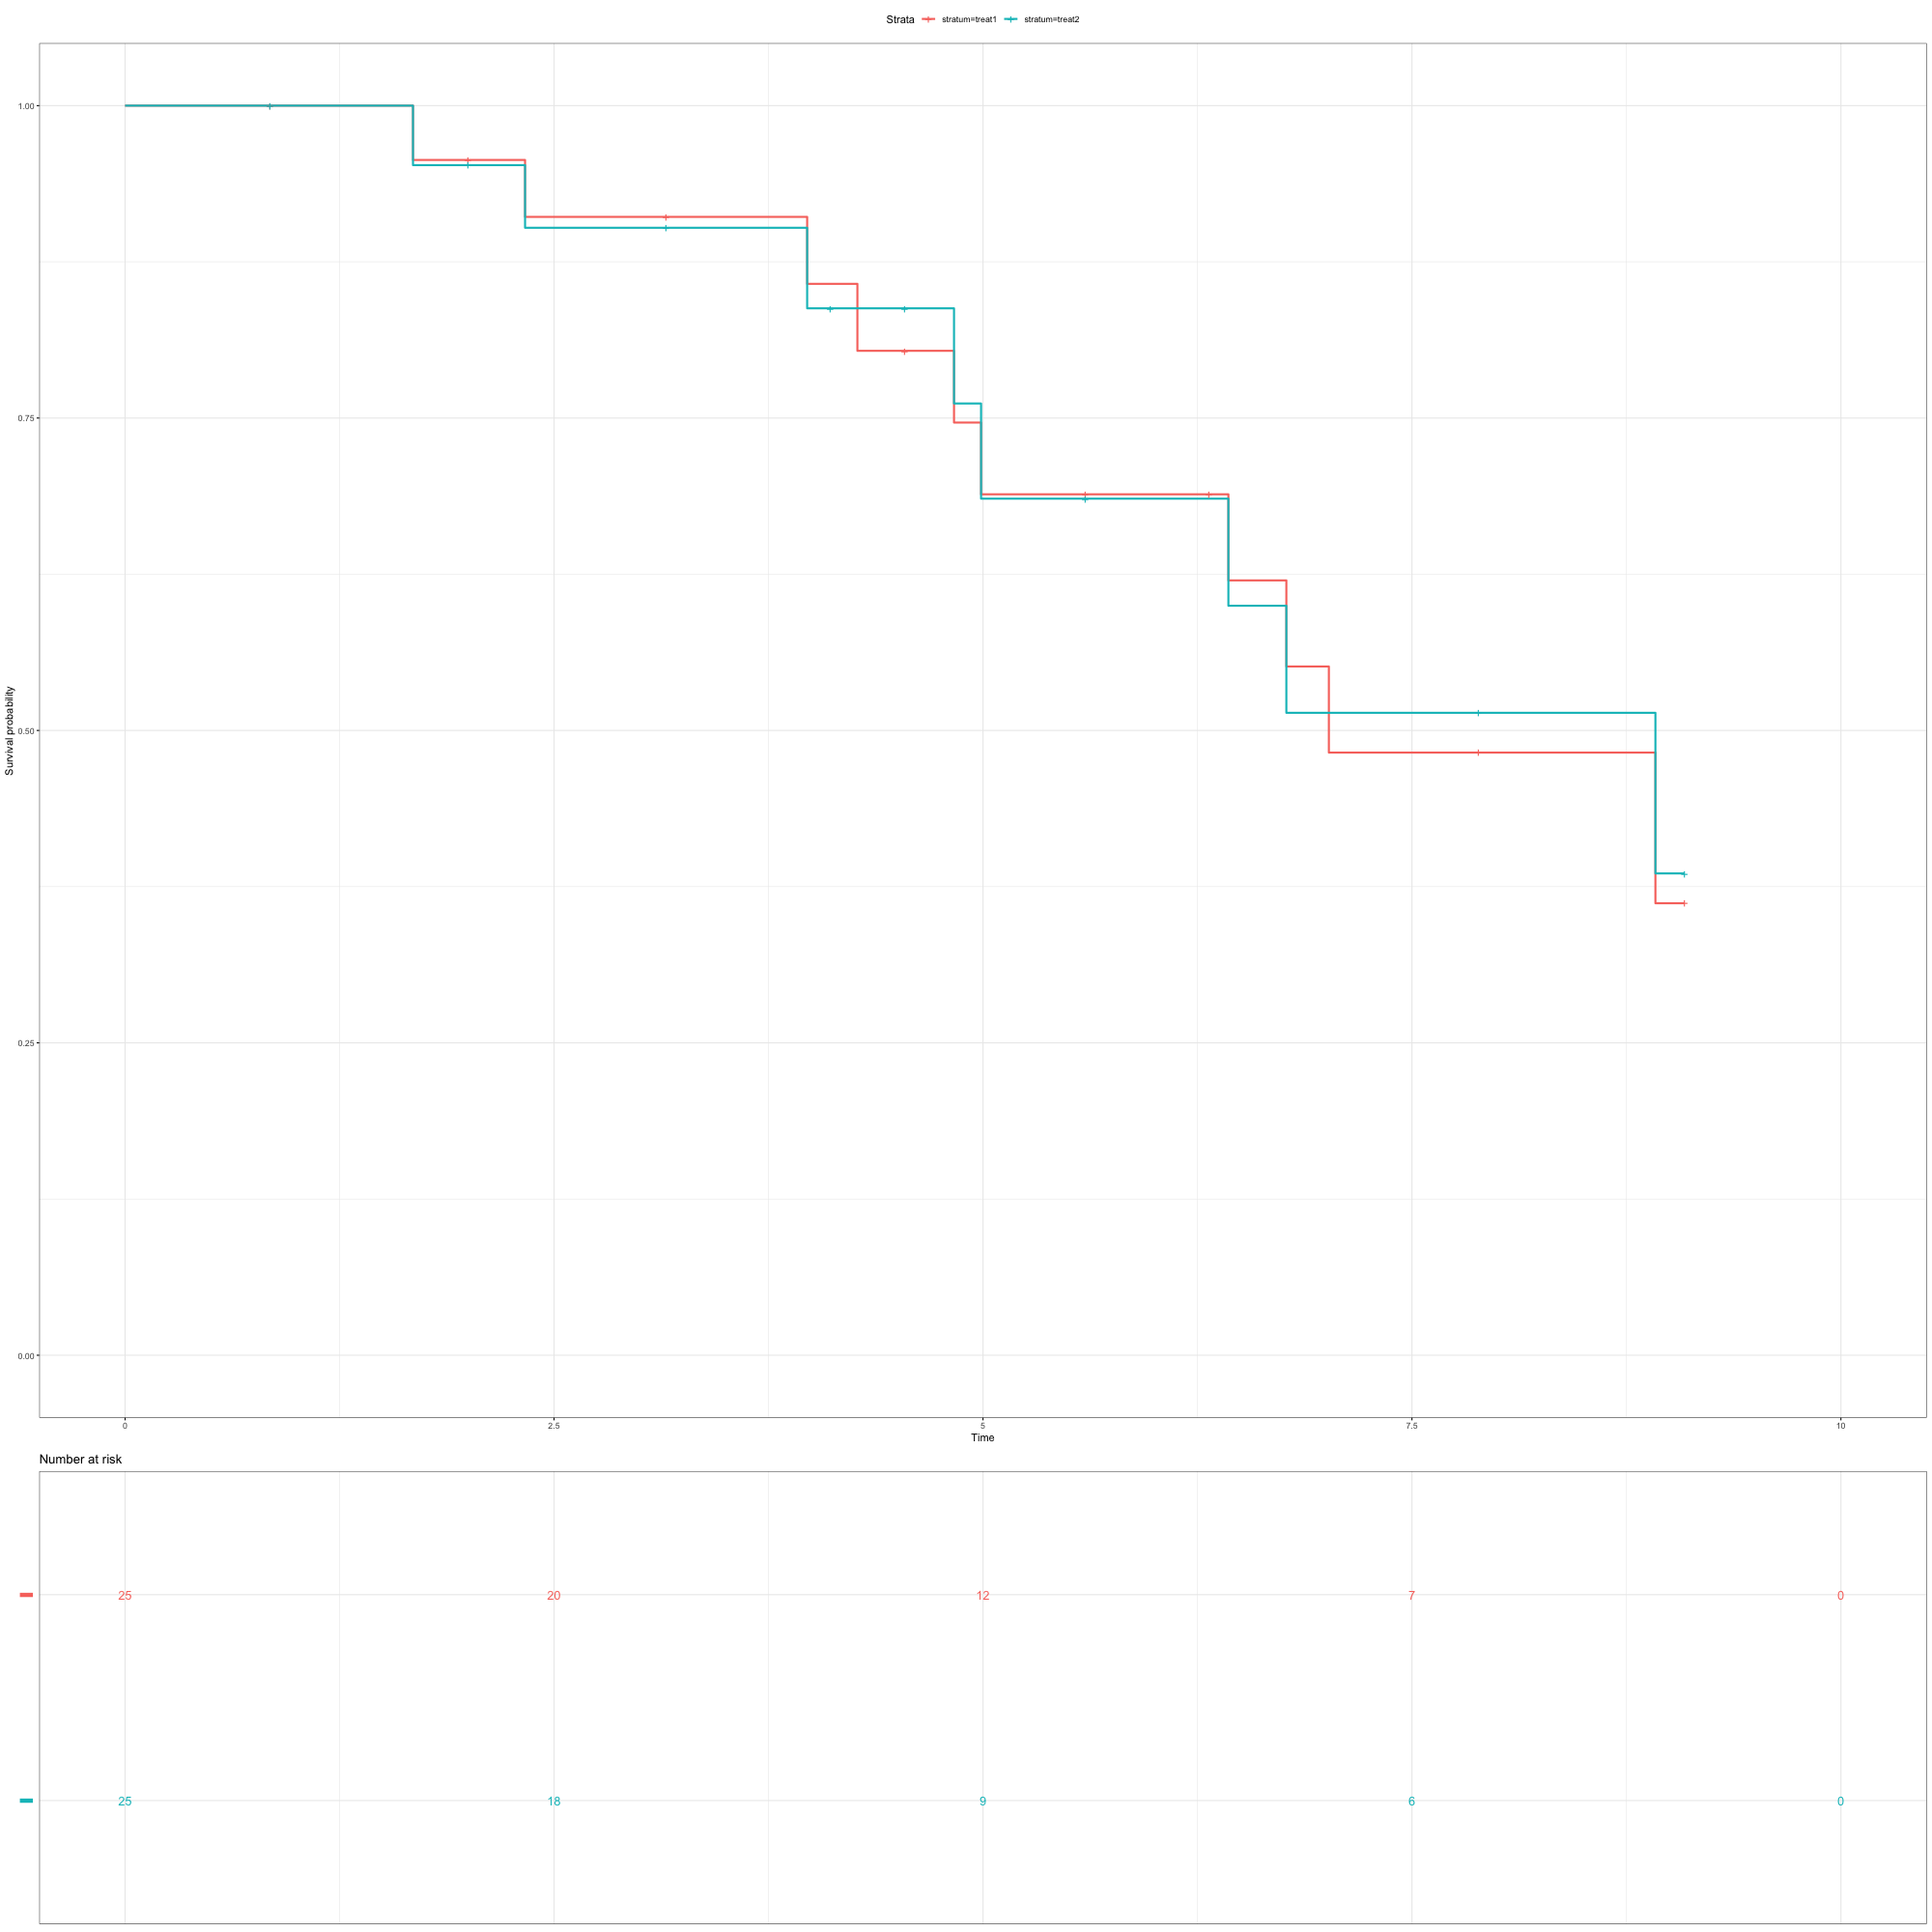 Strata stratum=treat1 stratum=treat2
1.00
0.75
Survival probability
0.50
0.25
0.00
0 2.5 5 7.5 10
Time
Number at risk
25 20 12 7 0
25 18 9 6 0